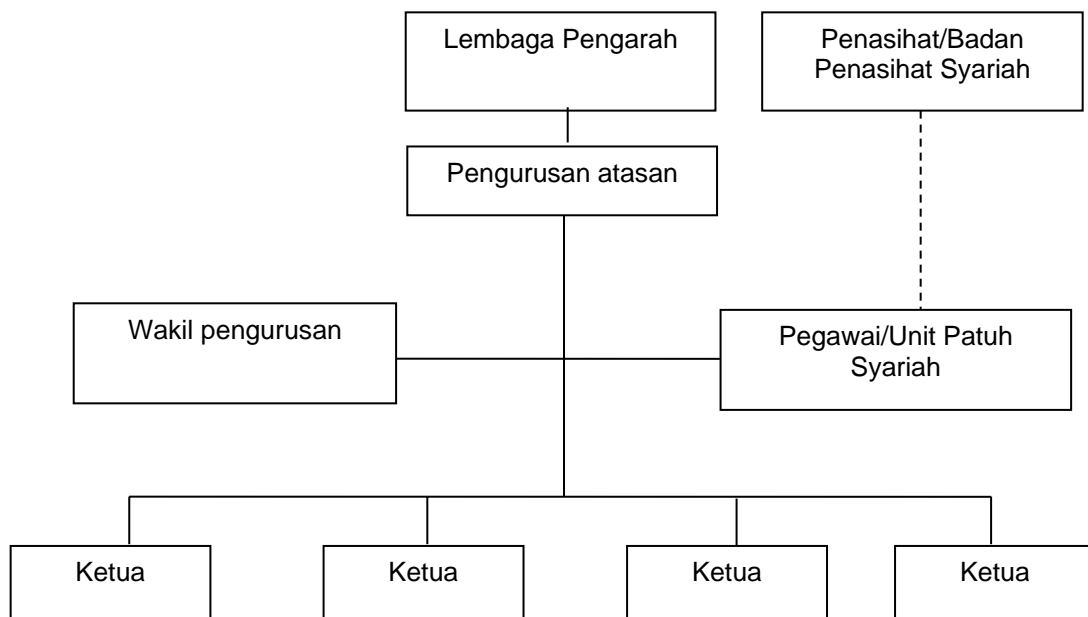 Lembaga Pengarah
Penasihat/Badan
Penasihat Syariah
Pengurusan atasan
Wakil pengurusan
Pegawai/Unit Patuh
Syariah
Ketua
Ketua
Ketua
Ketua